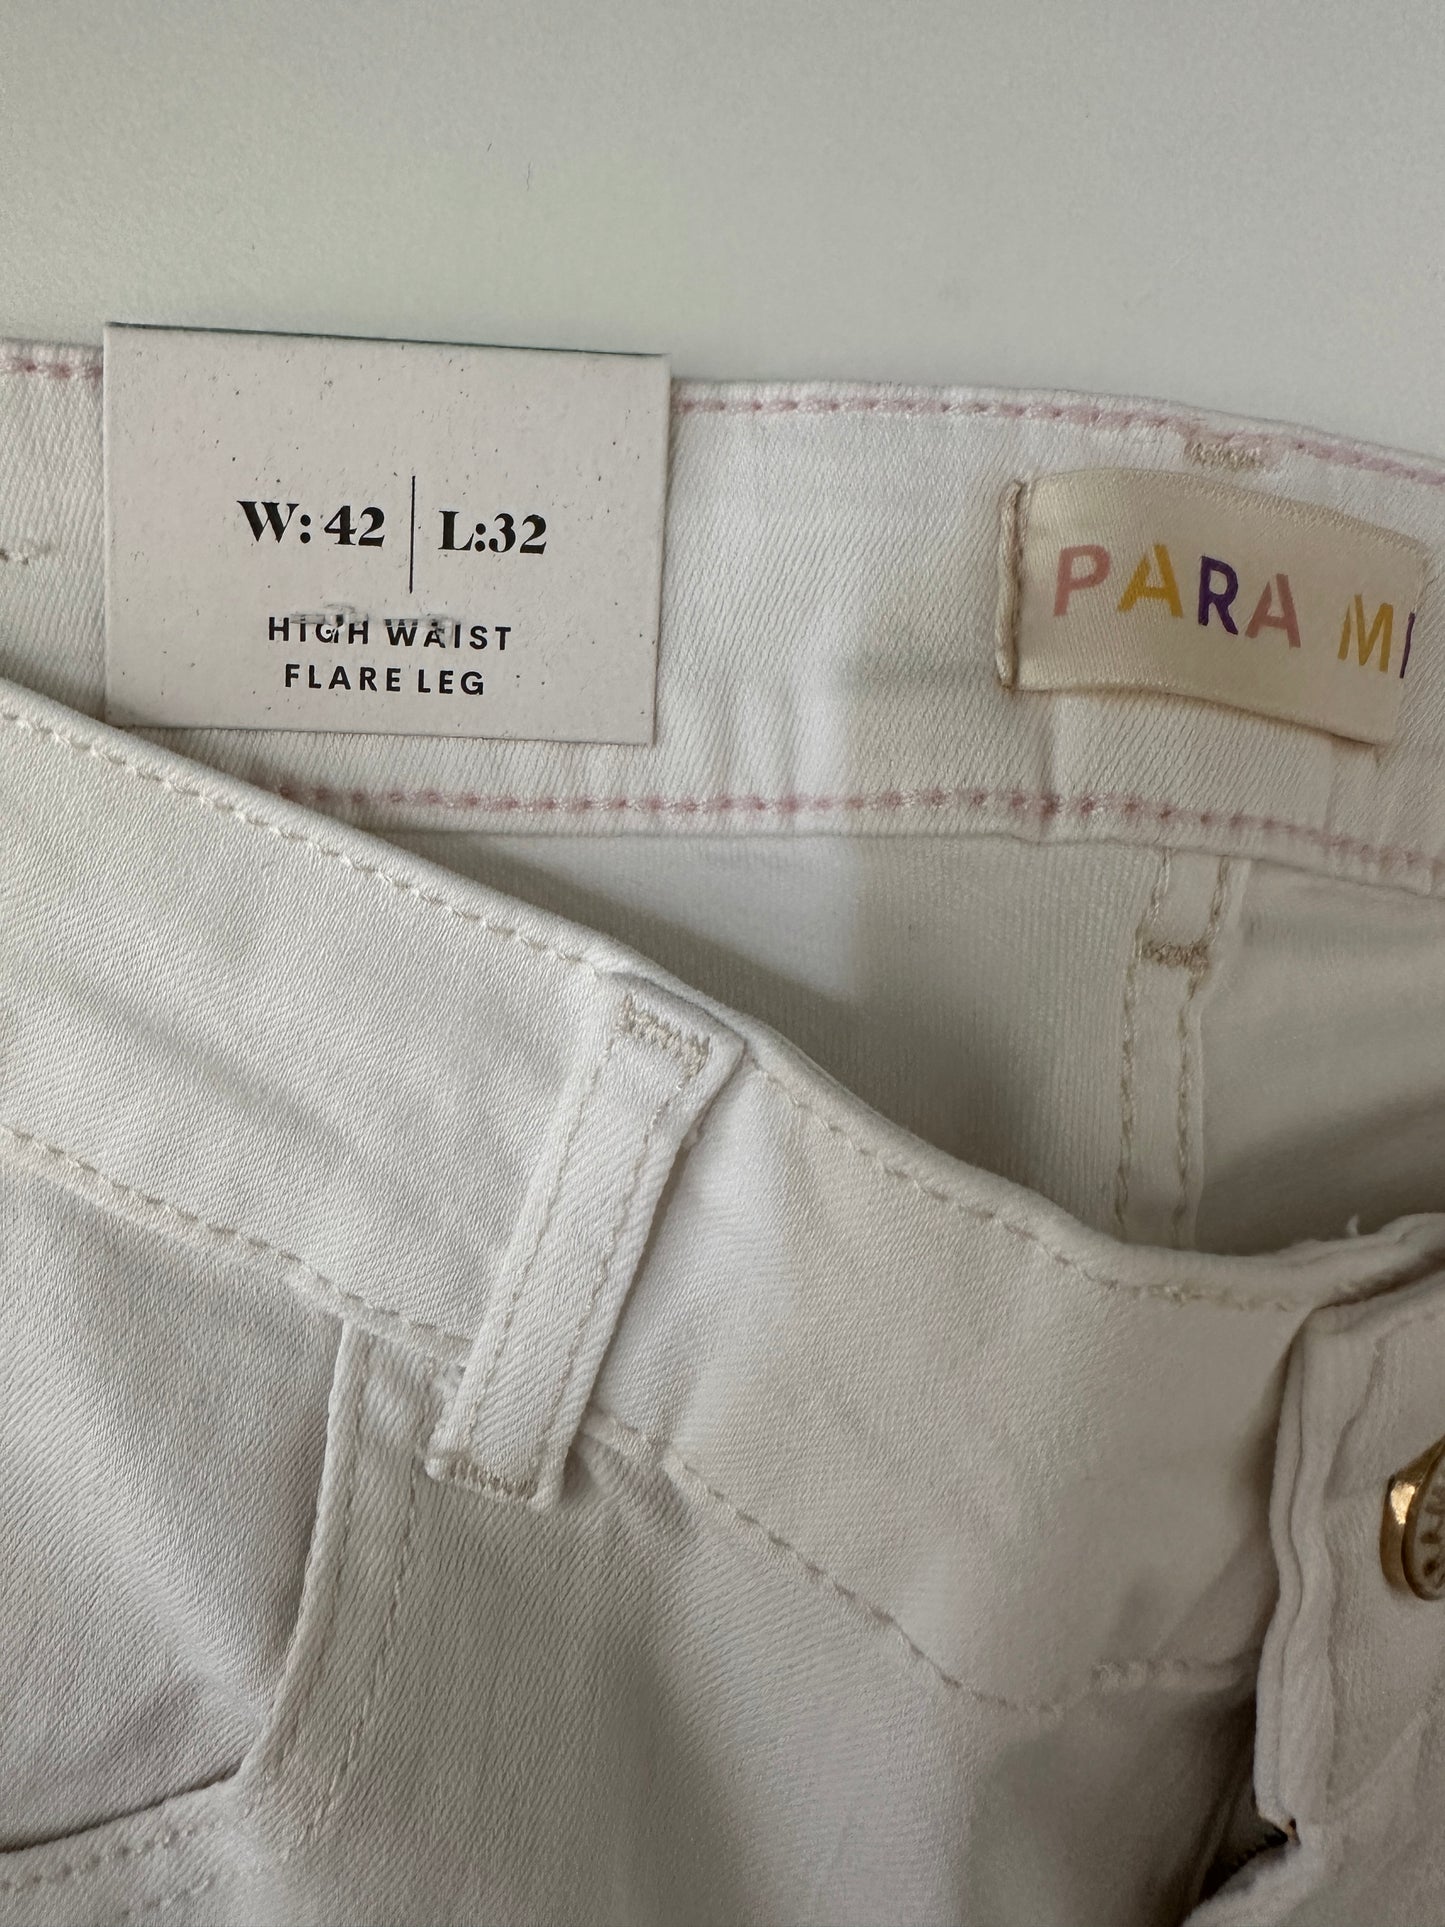 W: 42 | L:32
HIGH WAIST
FLARE LEG
PARA MI